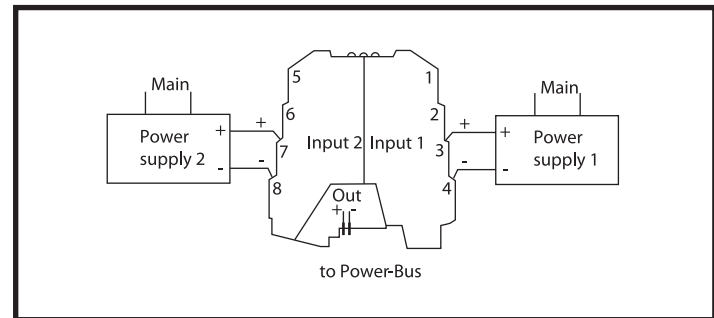 Main
Power
supply 2
+
-
+
-
5
6
7
8
Input 2
Input 1
1
2
3
4
Out
+ -
+
-
+
-
Main
Power
supply 1
to Power-Bus